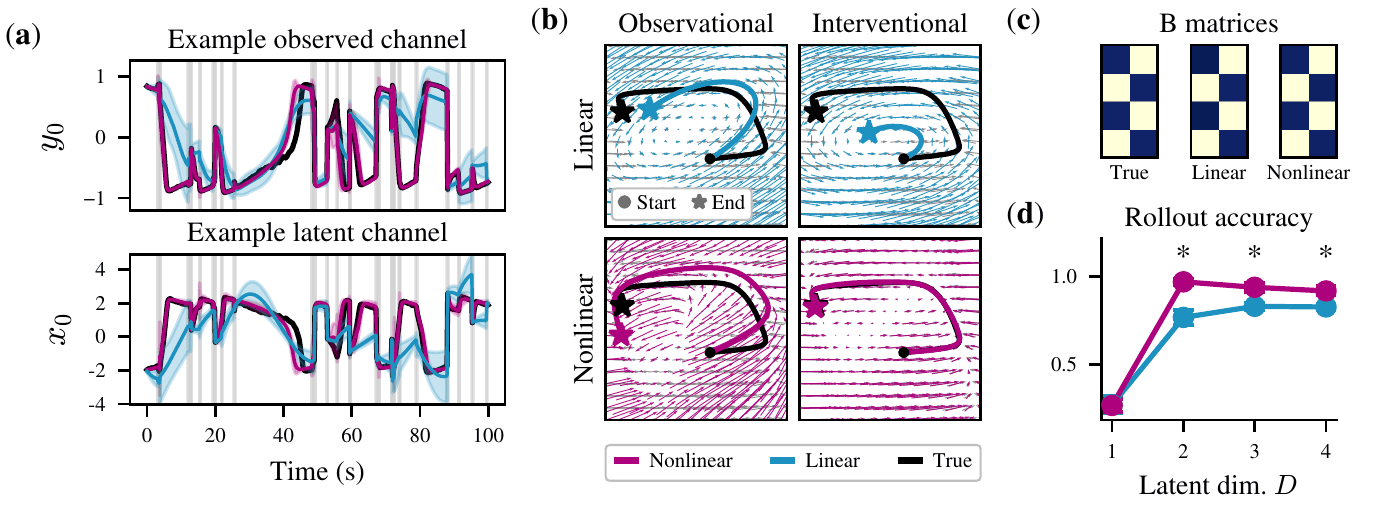 (a)
Example observed channel
1
0
−1
y0
Example latent channel
4
2
0
-2
-4
x0
0 20 40 60 80 100
Time (s)
(b)
Observational Interventional
Linear
Start End
Nonlinear
Nonlinear Linear True
(c)
B matrices
True Linear Nonlinear
(d)
Rollout accuracy
* * *
1.0
0.5
1 2 3 4
Latent dim. D